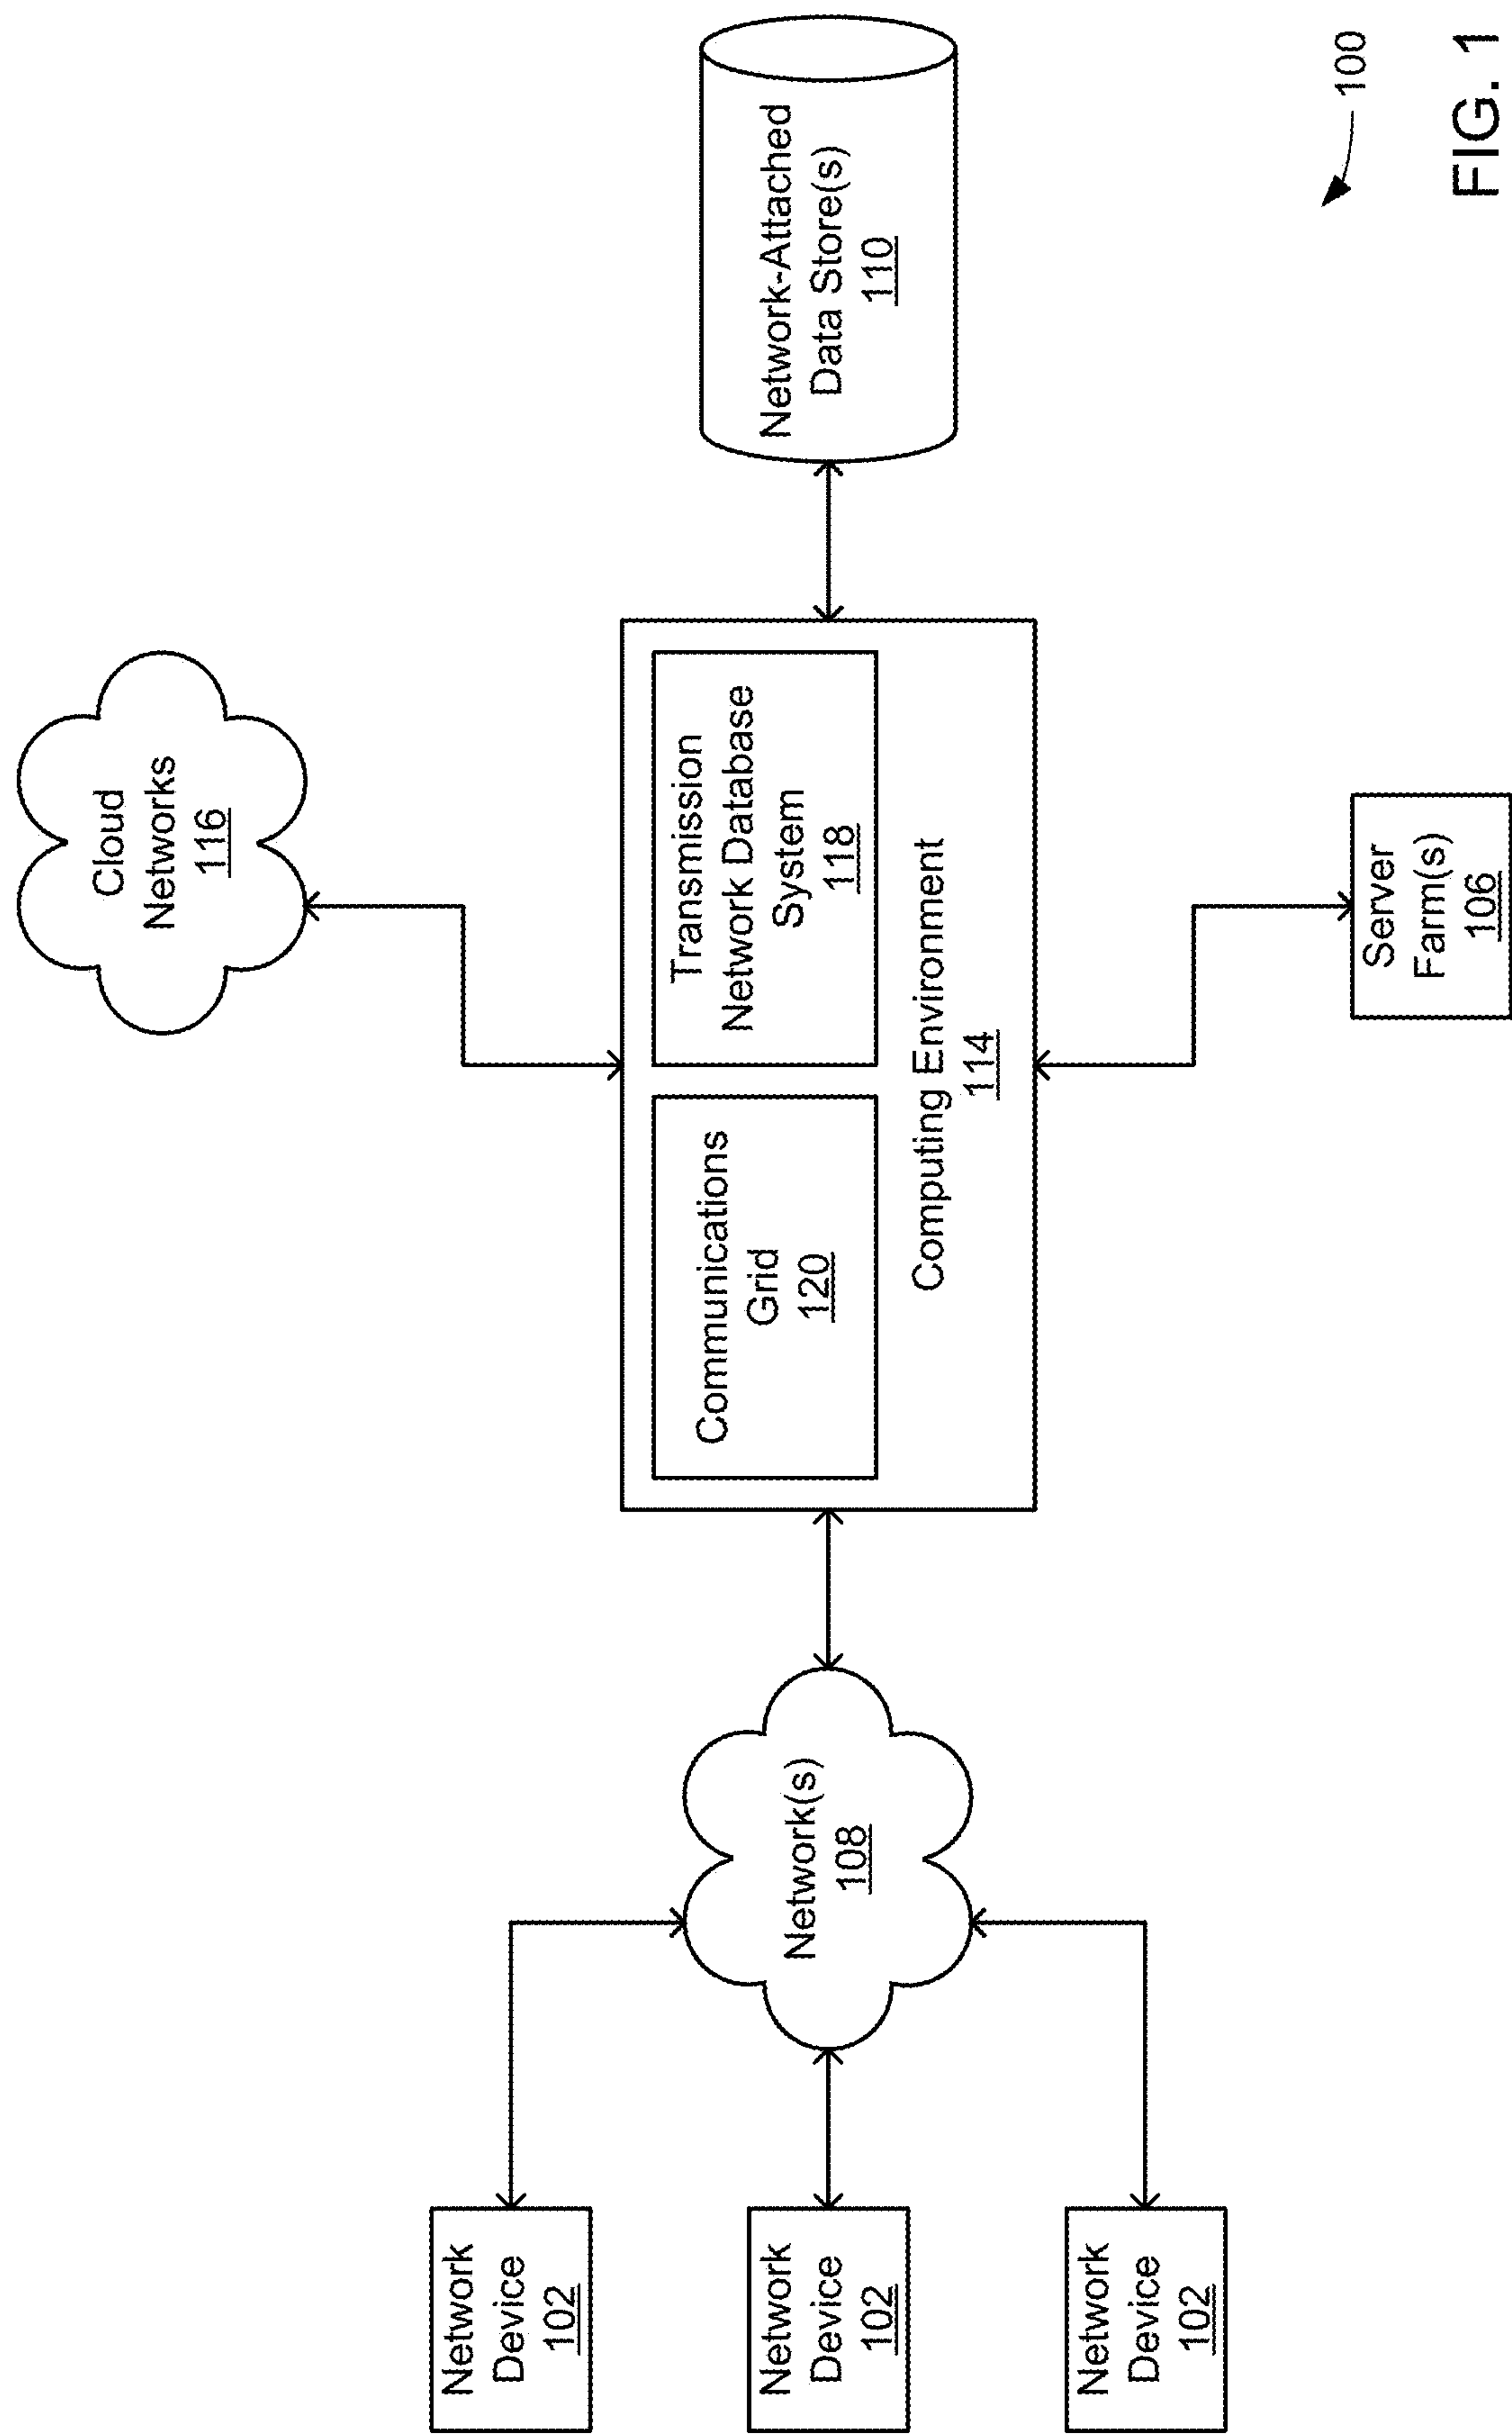 Cloud
Networks
116
Network
Device
102
Network
Device
102
Network
Device
102
Network(s)
108
Communications
Grid
120
Transmission
Network Database
System
118
Computing Environment
114
Network-Attached
Data Store(s)
110
Server
Farm(s)
106
100
FIG. 1